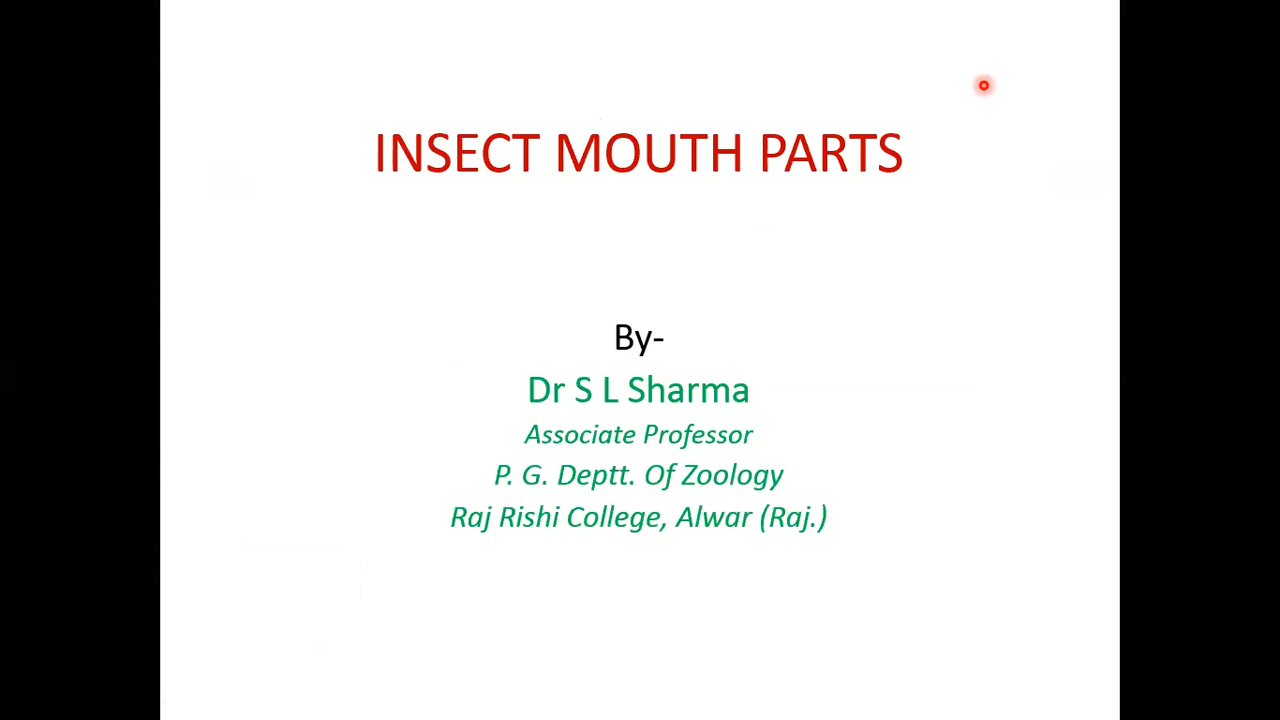 INSECT MOUTH PARTS
By-
Dr S L Sharma
Associate Professor
P. G. Deptt. Of Zoology
Raj Rishi College, Alwar (Raj.)